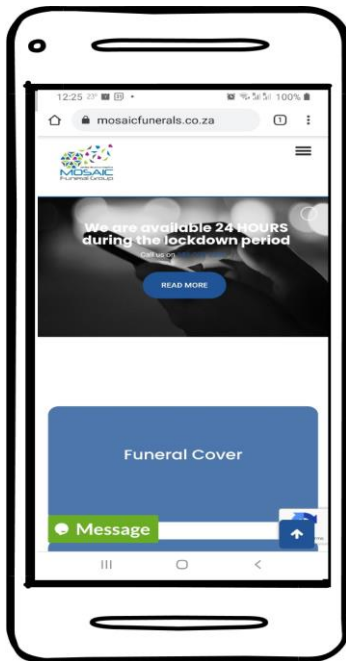 12:25 23°
100%
mosaicfunerals.co.za
1
MOSAIC
Funeral Group
We are available 24 HOURS
during the lockdown period
Call us on
READ MORE
Funeral Cover
Message